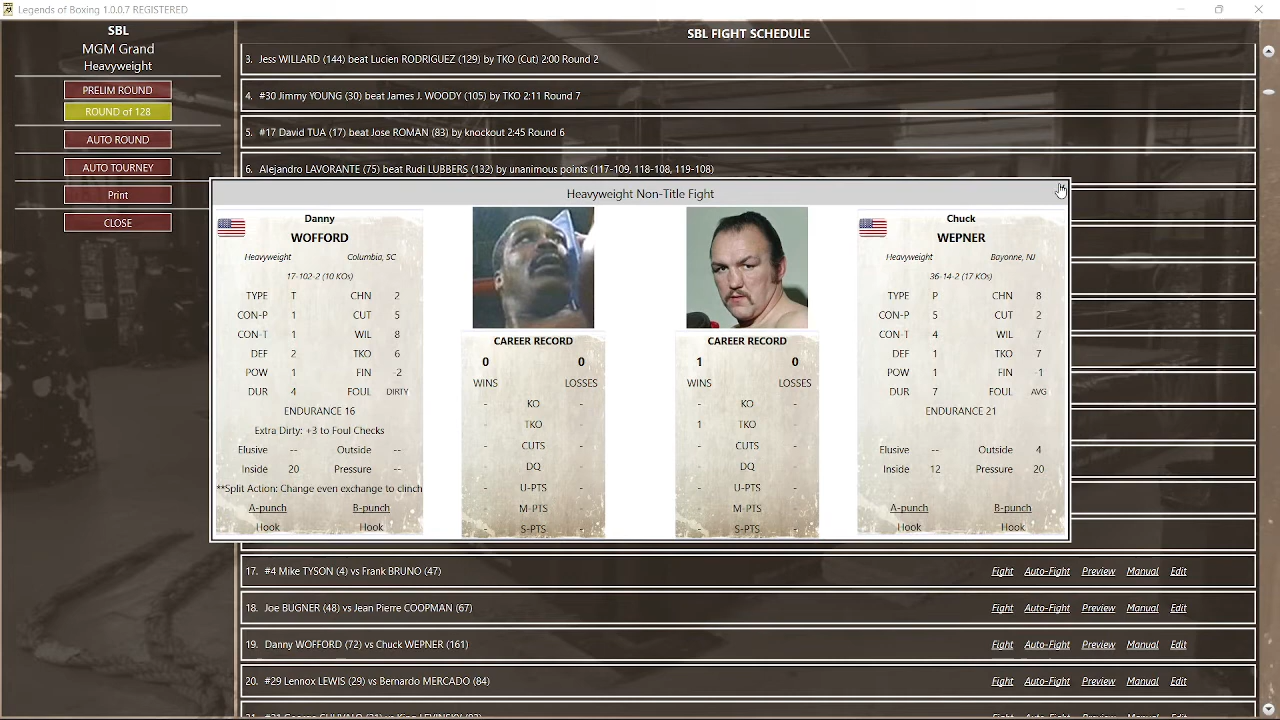 Legends of Boxing 1.0.0.7 REGISTERED
SBL
MGM Grand
Heavyweight
PRELIM ROUND
ROUND of 128
AUTO ROUND
AUTO TOURNEY
Print
CLOSE
SBL FIGHT SCHEDULE
3. Jess WILLARD (144) beat Lucien RODRIGUEZ (129) by TKO (Cut) 2:00 Round 2
4. #30 Jimmy YOUNG (30) beat James J. WOODY (105) by TKO 2:11 Round 7
5. #17 David TUA (17) beat Jose ROMAN (83) by knockout 2:45 Round 6
6. Alejandro LAVORANTE (75) beat Rudi LUBBERS (132) by unanimous points (117-109, 118-108, 119-108)
Heavyweight Non-Title Fight
Danny
WOFFORD
Heavyweight Columbia, SC
17-102-2 (10 KOs)
TYPE T CHN 2
CON-P 1 CUT 5
CON-T 1 WIL 8
DEF 2 TKO 6
POW 1 FIN -2
DUR 4 FOUL DIRTY
ENDURANCE 16
Extra Dirty: +3 to Foul Checks
Elusive -- Outside --
Inside 20 Pressure --
**Split Action: Change even exchange to clinch
A-punch B-punch
Hook Hook
CAREER RECORD
0 0
WINS LOSSES
- KO -
- TKO -
- CUTS -
- DQ -
- U-PTS -
- M-PTS -
- S-PTS -
CAREER RECORD
1 0
WINS LOSSES
- KO -
1 TKO -
- CUTS -
- DQ -
- U-PTS -
- M-PTS -
- S-PTS -
Chuck
WEPNER
Heavyweight Bayonne, NJ
36-14-2 (17 KOs)
TYPE P CHN 8
CON-P 5 CUT 2
CON-T 4 WIL 7
DEF 1 TKO 7
POW 1 FIN -1
DUR 7 FOUL AVG
ENDURANCE 21
Elusive -- Outside 4
Inside 12 Pressure 20
A-punch B-punch
Hook Hook
17. #4 Mike TYSON (4) vs Frank BRUNO (47) Fight Auto-Fight Preview Manual Edit
18. Joe BUGNER (48) vs Jean Pierre COOPMAN (67) Fight Auto-Fight Preview Manual Edit
19. Danny WOFFORD (72) vs Chuck WEPNER (161) Fight Auto-Fight Preview Manual Edit
20. #29 Lennox LEWIS (29) vs Bernardo MERCADO (84) Fight Auto-Fight Preview Manual Edit